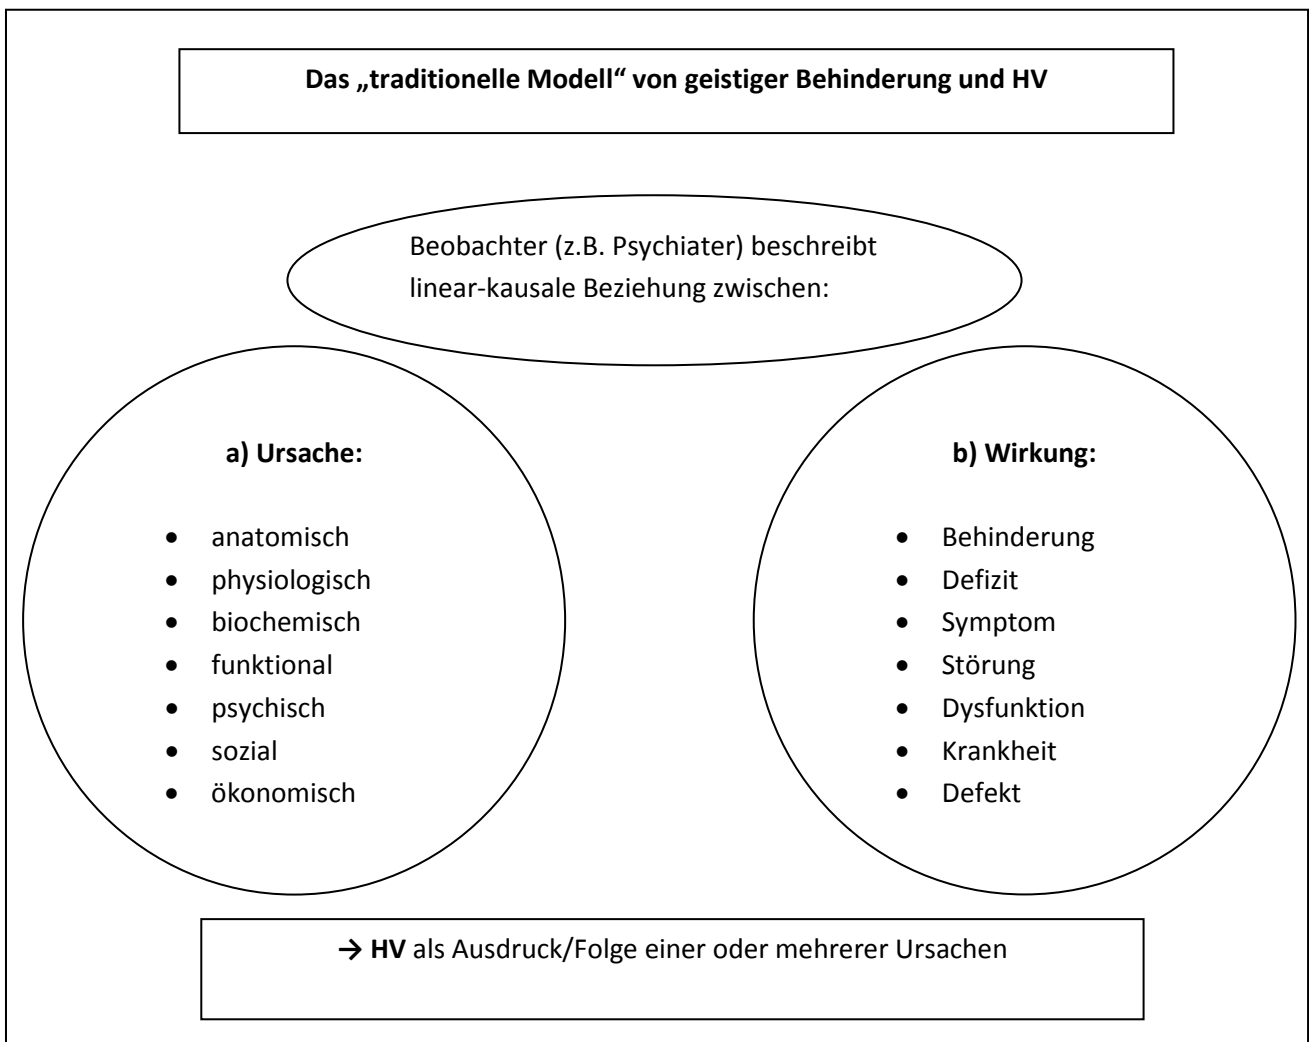 Das „traditionelle Modell“ von geistiger Behinderung und HV
Beobachter (z.B. Psychiater) beschreibt
linear-kausale Beziehung zwischen:
a) Ursache:
• anatomisch
• physiologisch
• biochemisch
• funktional
• psychisch
• sozial
• ökonomisch
b) Wirkung:
• Behinderung
• Defizit
• Symptom
• Störung
• Dysfunktion
• Krankheit
• Defekt
→ HV als Ausdruck/Folge einer oder mehrerer Ursachen